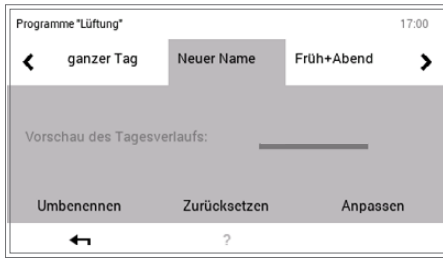 Programme "Lüftung" 17:00
ganzer Tag Neuer Name Früh+Abend
Vorschau des Tagesverlaufs:
Umbenennen Zurücksetzen Anpassen
?